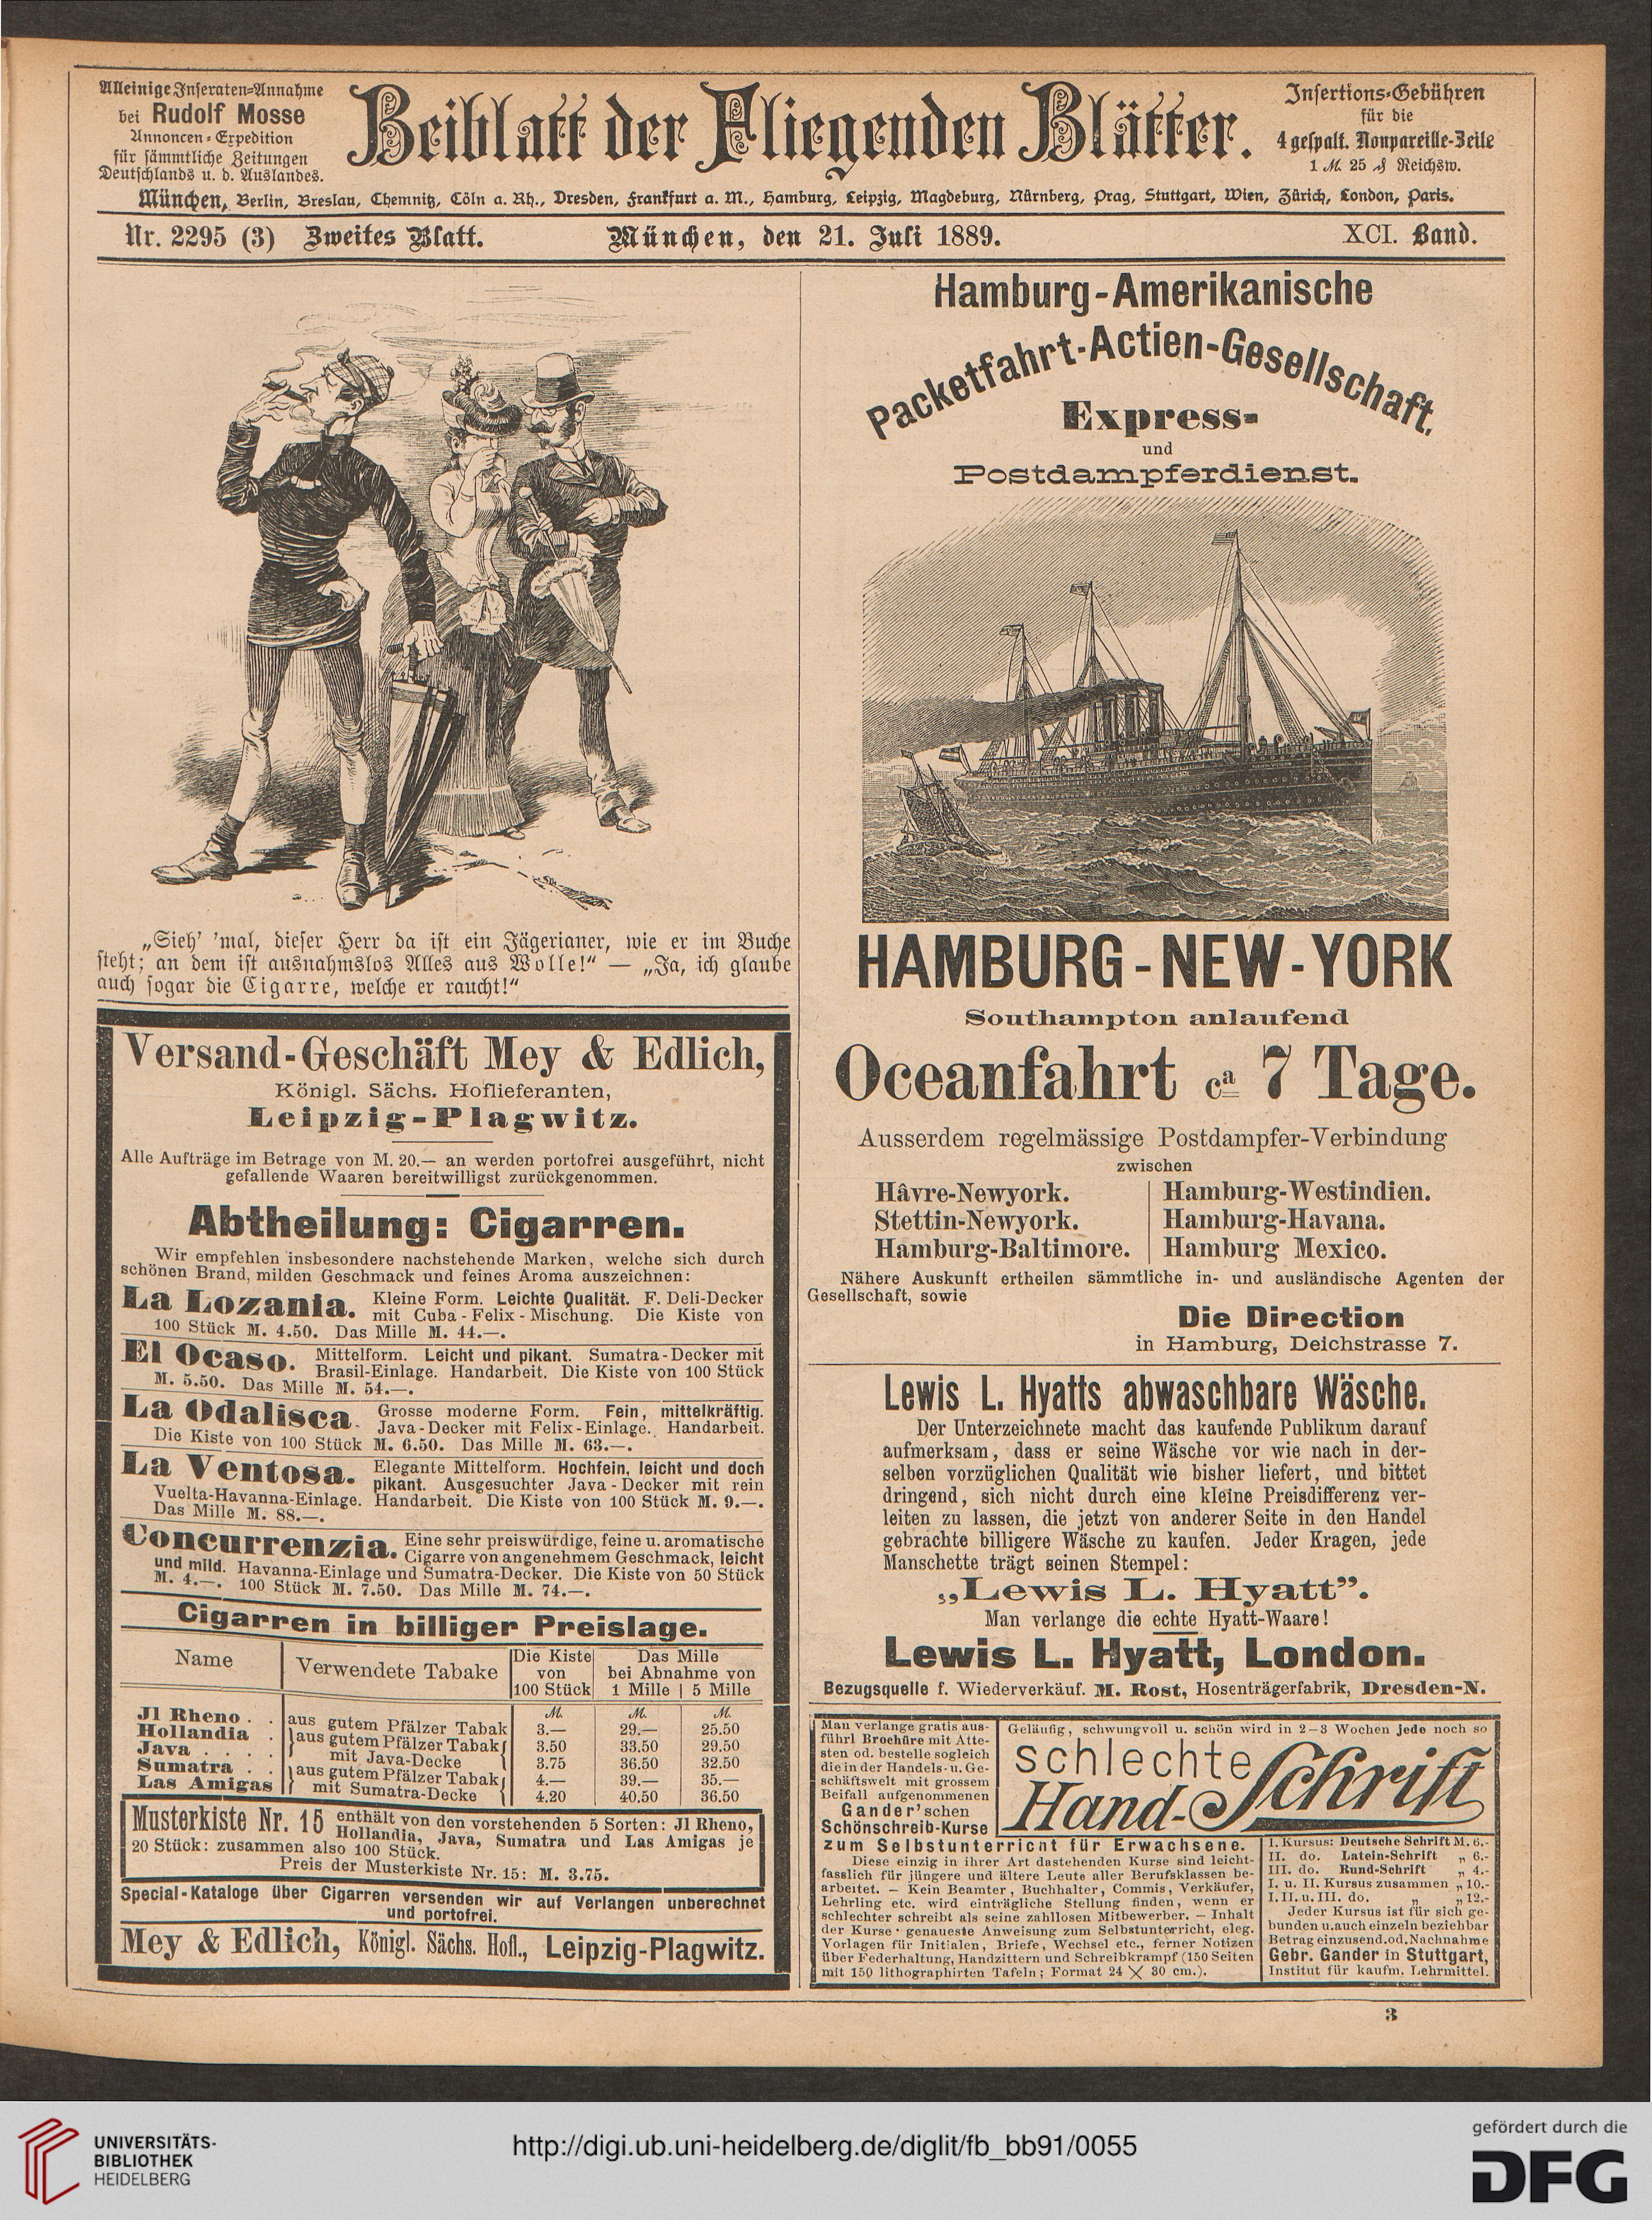 Alleinige Inseraten-Annahme
bei Rudolf Mosse
Annoncen-Expedition
für sämmtliche Zeitungen
Deutschlands u. d. Auslandes.
Beiblatt der Fliegenden Blätter.
Insertions-Gebühren
für die
4 gespalt. Nonpareille-Zeile
1 M. 25 ₰ Reichsw.
München, Berlin, Breslau, Chemnitz, Cöln a. Rh., Dresden, Frankfurt a. M., Hamburg, Leipzig, Magdeburg, Nürnberg, Prag, Stuttgart, Wien, Zürich, London, Paris.
Nr. 2295 (3) Zweites Blatt. München, den 21. Juli 1889. XCI. Band.
„Sieh' 'mal, dieser Herr da ist ein Jägerianer, wie er im Buche
steht; an dem ist ausnahmslos Alles aus Wolle!“ — „Ja, ich glaube
auch sogar die Cigarre, welche er raucht!“
Versand-Geschäft Mey & Edlich,
Königl. Sächs. Hoflieferanten,
Leipzig-Plagwitz.
Alle Aufträge im Betrage von M. 20.— an werden portofrei ausgeführt, nicht
gefallende Waaren bereitwilligst zurückgenommen.
Abtheilung: Cigarren.
Wir empfehlen insbesondere nachstehende Marken, welche sich durch
schönen Brand, milden Geschmack und feines Aroma auszeichnen:
La Lozania. Kleine Form. Leichte Qualität. F. Deli-Decker
mit Cuba-Felix-Mischung. Die Kiste von
100 Stück M. 4.50. Das Mille M. 44.—.
El Ocaso. Mittelform. Leicht und pikant. Sumatra-Decker mit
Brasil-Einlage. Handarbeit. Die Kiste von 100 Stück
M. 5.50. Das Mille M. 54.—.
La Odalisca. Grosse moderne Form. Fein, mittelkräftig.
Java-Decker mit Felix-Einlage. Handarbeit.
Die Kiste von 100 Stück M. 6.50. Das Mille M. 63.—.
La Ventosa. Elegante Mittelform. Hochfein, leicht und doch
pikant. Ausgesuchter Java-Decker mit rein
Vuelta-Havanna-Einlage. Handarbeit. Die Kiste von 100 Stück M. 9.—.
Das Mille M. 88.—.
Concurrenzia. Eine sehr preiswürdige, feine u. aromatische
Cigarre von angenehmem Geschmack, leicht
und mild. Havanna-Einlage und Sumatra-Decker. Die Kiste von 50 Stück
M. 4.—. 100 Stück M. 7.50. Das Mille M. 74.—.
Cigarren in billiger Preislage.
Name Verwendete Tabake Die Kiste von 100 Stück Das Mille bei Abnahme von 1 Mille | 5 Mille
M. M. M.
Jl Rheno . . aus gutem Pfälzer Tabak 3.— 29.— 25.50
Hollandia . aus gutem Pfälzer Tabak 3.50 33.50 29.50
Java . . . . mit Java-Decke 3.75 36.50 32.50
Sumatra . . aus gutem Pfälzer Tabak 4.— 39.— 35.—
Las Amigas mit Sumatra-Decke 4.20 40.50 36.50
Musterkiste Nr. 15 enthält von den vorstehenden 5 Sorten: Jl Rheno,
Hollandia, Java, Sumatra und Las Amigas je
20 Stück: zusammen also 100 Stück.
Preis der Musterkiste Nr. 15: M. 3.75.
Special-Kataloge über Cigarren versenden wir auf Verlangen unberechnet
und portofrei.
Mey & Edlich, Königl. Sächs. Hofl., Leipzig-Plagwitz.
Hamburg-Amerikanische
Packetfahrt-Actien-Gesellschaft.
Express-
und
Postdampferdienst.
HAMBURG-NEW-YORK
Southampton anlaufend
Oceanfahrt ca 7 Tage.
Ausserdem regelmässige Postdampfer-Verbindung
zwischen
Hâvre-Newyork. Hamburg-Westindien.
Stettin-Newyork. Hamburg-Havana.
Hamburg-Baltimore. Hamburg Mexico.
Nähere Auskunft ertheilen sämmtliche in- und ausländische Agenten der
Gesellschaft, sowie
Die Direction
in Hamburg, Deichstrasse 7.
Lewis L. Hyatts abwaschbare Wäsche.
Der Unterzeichnete macht das kaufende Publikum darauf
aufmerksam, dass er seine Wäsche vor wie nach in der-
selben vorzüglichen Qualität wie bisher liefert, und bittet
dringend, sich nicht durch eine kleine Preisdifferenz ver-
leiten zu lassen, die jetzt von anderer Seite in den Handel
gebrachte billigere Wäsche zu kaufen. Jeder Kragen, jede
Manschette trägt seinen Stempel:
„Lewis L. Hyatt”.
Man verlange die echte Hyatt-Waare!
Lewis L. Hyatt, London.
Bezugsquelle f. Wiederverkäuf. M. Rost, Hosenträgerfabrik, Dresden-N.
Man verlange gratis aus-
führl Brochüre mit Atte-
sten od. bestelle sogleich
die in der Handels- u. Ge-
schäftswelt mit grossem
Beifall aufgenommenen
Gander'schen
Schönschreib-Kurse
Geläufig, schwungvoll u. schön wird in 2–3 Wochen jede noch so
schlechte
Hand-Schrift
zum Selbstunterricht für Erwachsene.
Diese einzig in ihrer Art dastehenden Kurse sind leicht-
fasslich für jüngere und ältere Leute aller Berufsklassen be-
arbeitet. — Kein Beamter, Buchhalter, Commis, Verkäufer,
Lehrling etc. wird einträgliche Stellung finden, wenn er
schlechter schreibt als seine zahllosen Mitbewerber. — Inhalt
der Kurse: genaueste Anweisung zum Selbstunterricht, eleg.
Vorlagen für Initialen, Briefe, Wechsel etc., ferner Notizen
über Federhaltung, Handzittern und Schreibkrampf (150 Seiten
mit 150 lithographirten Tafeln; Format 24 X 30 cm.).
I. Kursus: Deutsche Schrift M. 6.-
II. do. Latein-Schrift „ 6.-
III. do. Rund-Schrift „ 4.-
I. u. II. Kursus zusammen „ 10.-
I. II. u. III. do. „ „ 12.-
Jeder Kursus ist für sich ge-
bunden u. auch einzeln beziehbar
Betrag einzusend. od. Nachnahme
Gebr. Gander in Stuttgart,
Institut für kaufm. Lehrmittel.
3
UNIVERSITÄTS-
BIBLIOTHEK
HEIDELBERG
http://digi.ub.uni-heidelberg.de/diglit/fb_bb91/0055
gefördert durch die
DFG